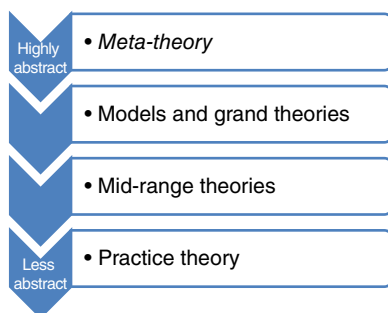 Highly
abstract
• Meta-theory
• Models and grand theories
• Mid-range theories
Less
abstract
• Practice theory